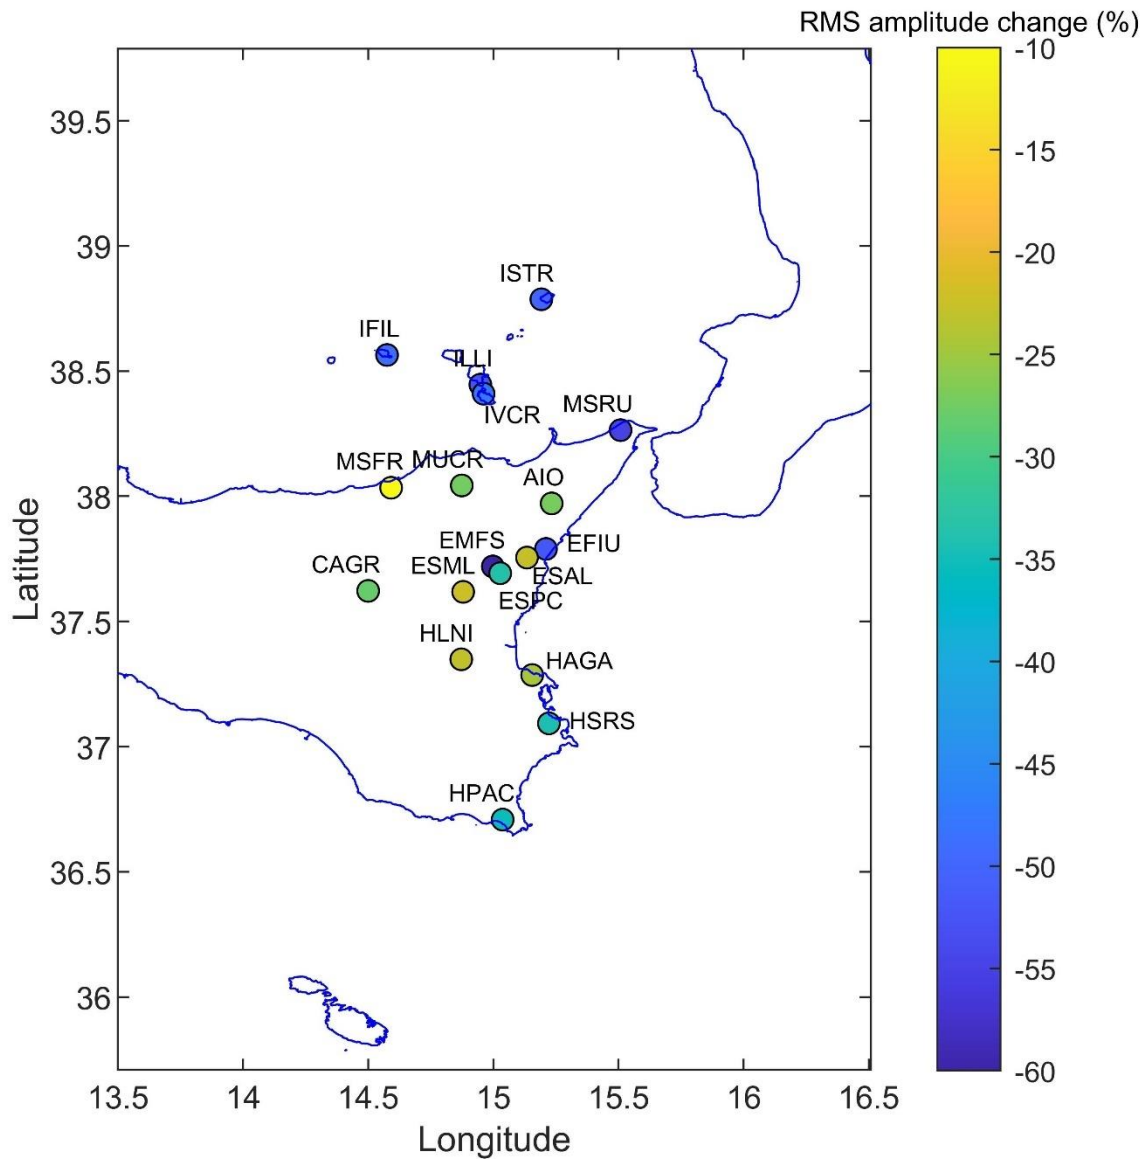 RMS amplitude change (%)
-10
-15
-20
-25
-30
-35
-40
-45
-50
-55
-60
39.5
39
38.5
38
37.5
37
36.5
36
Latitude
ISTR
IFIL
ILLI
IVCR
MSRU
MSFR
MUCR
AIO
EMFS
EFIU
CAGR
ESML
ESAL
ESPC
HLNI
HAGA
HSRS
HPAC
13.5
14
14.5
15
15.5
16
16.5
Longitude